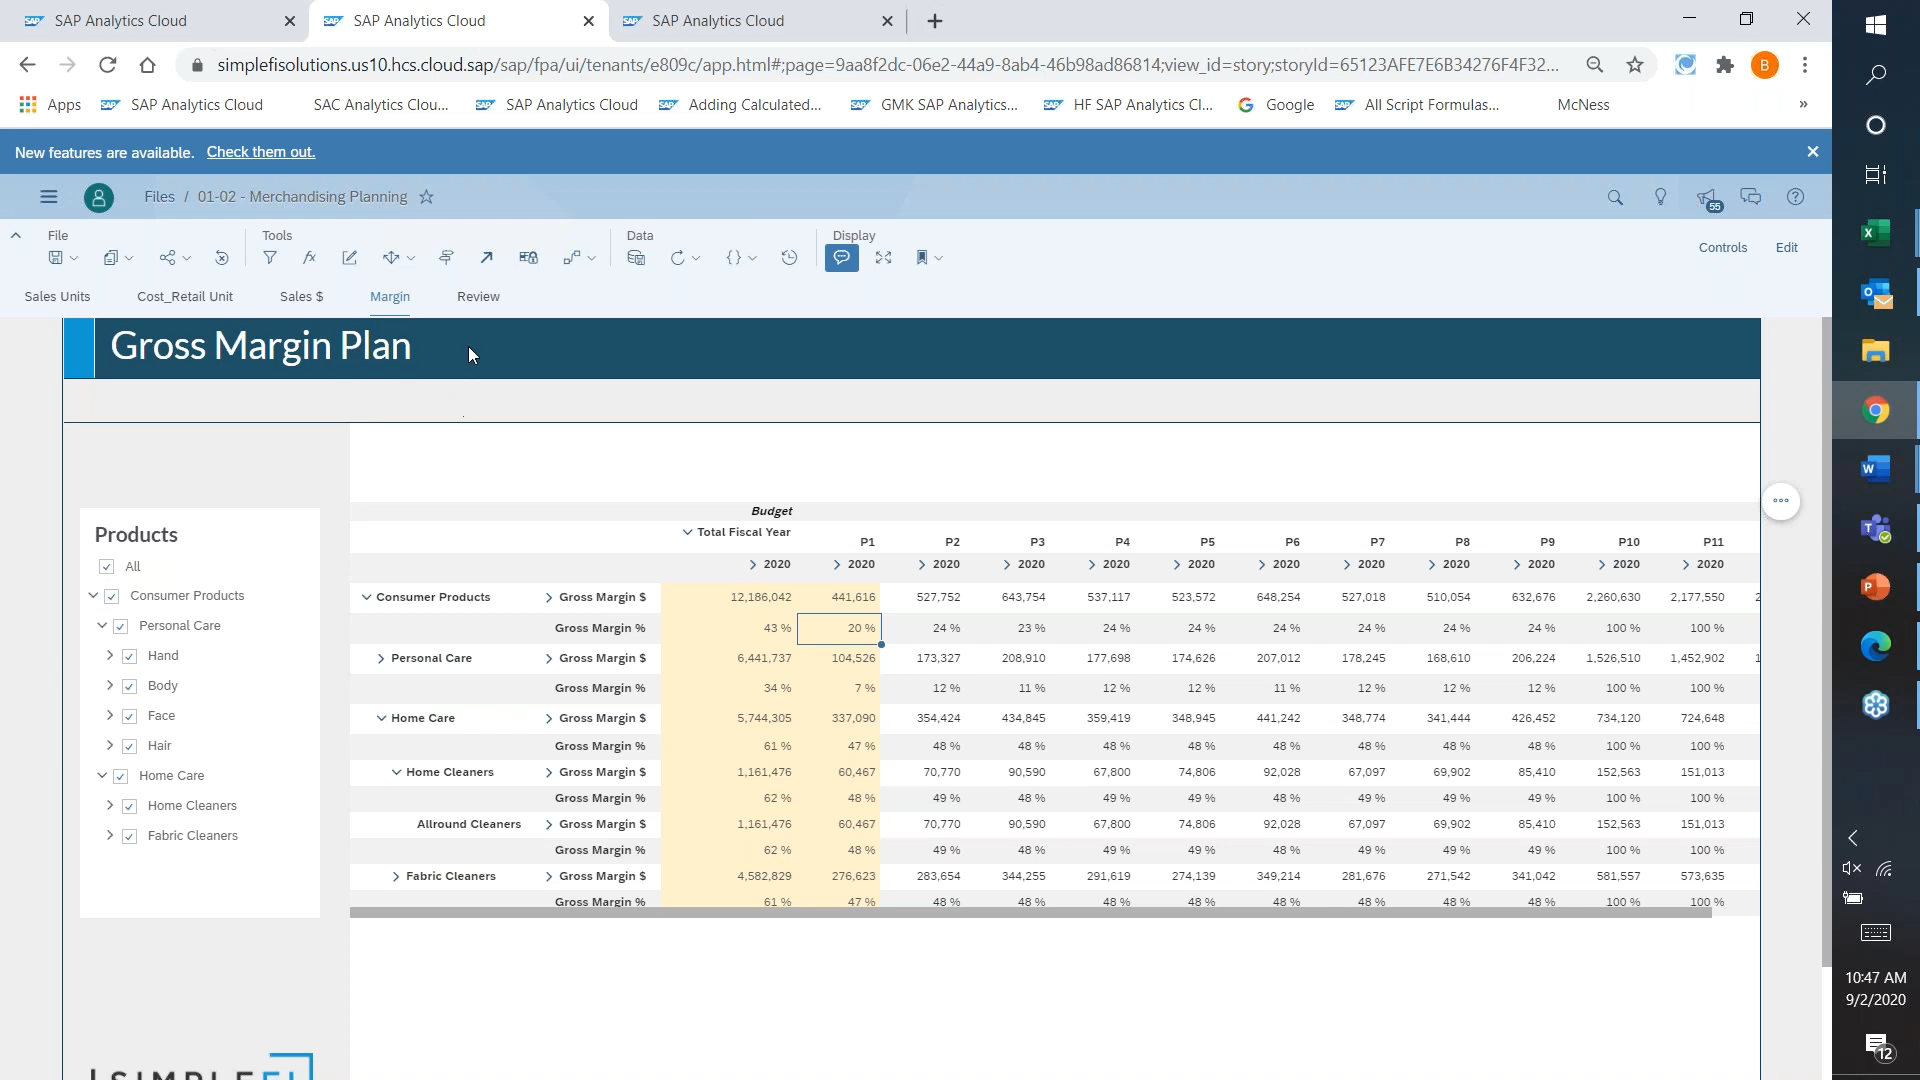 SAP Analytics Cloud
SAP Analytics Cloud
SAP Analytics Cloud
simplefisolutions.us10.hcs.cloud.sap/sap/fpa/ui/tenants/e809c/app.html#;page=9aa8f2dc-06e2-44a9-8ab4-46b98ad86814;view_id=story;storyId=65123AFE7E6B34276F4F32...
B
Apps SAP Analytics Cloud SAC Analytics Clou... SAP Analytics Cloud Adding Calculated... GMK SAP Analytics... HF SAP Analytics Cl... Google All Script Formulas... McNess »
New features are available. Check them out.
Files / 01-02 - Merchandising Planning
55
File Tools Data Display
Controls Edit
Sales Units Cost_Retail Unit Sales $ Margin Review
Gross Margin Plan
Products
All
Consumer Products
Personal Care
Hand
Body
Face
Hair
Home Care
Home Cleaners
Fabric Cleaners
Budget
Total Fiscal Year P1 P2 P3 P4 P5 P6 P7 P8 P9 P10 P11
2020 2020 2020 2020 2020 2020 2020 2020 2020 2020 2020 2020
Consumer Products Gross Margin $ 12,186,042 441,616 527,752 643,754 537,117 523,572 648,254 527,018 510,054 632,676 2,260,630 2,177,550 2
Gross Margin % 43 % 20 % 24 % 23 % 24 % 24 % 24 % 24 % 24 % 24 % 100 % 100 %
Personal Care Gross Margin $ 6,441,737 104,526 173,327 208,910 177,698 174,626 207,012 178,245 168,610 206,224 1,526,510 1,452,902 1
Gross Margin % 34 % 7 % 12 % 11 % 12 % 12 % 11 % 12 % 12 % 12 % 100 % 100 %
Home Care Gross Margin $ 5,744,305 337,090 354,424 434,845 359,419 348,945 441,242 348,774 341,444 426,452 734,120 724,648
Gross Margin % 61 % 47 % 48 % 48 % 48 % 48 % 48 % 48 % 48 % 48 % 100 % 100 %
Home Cleaners Gross Margin $ 1,161,476 60,467 70,770 90,590 67,800 74,806 92,028 67,097 69,902 85,410 152,563 151,013
Gross Margin % 62 % 48 % 49 % 48 % 49 % 49 % 48 % 49 % 49 % 49 % 100 % 100 %
Allround Cleaners Gross Margin $ 1,161,476 60,467 70,770 90,590 67,800 74,806 92,028 67,097 69,902 85,410 152,563 151,013
Gross Margin % 62 % 48 % 49 % 49 % 49 % 49 % 48 % 49 % 49 % 49 % 100 % 100 %
Fabric Cleaners Gross Margin $ 4,582,829 276,623 283,654 344,255 291,619 274,139 349,214 281,676 271,542 341,042 581,557 573,635
Gross Margin % 61 % 47 % 48 % 48 % 48 % 48 % 48 % 48 % 48 % 48 % 100 % 100 %
10:47 AM
9/2/2020
12